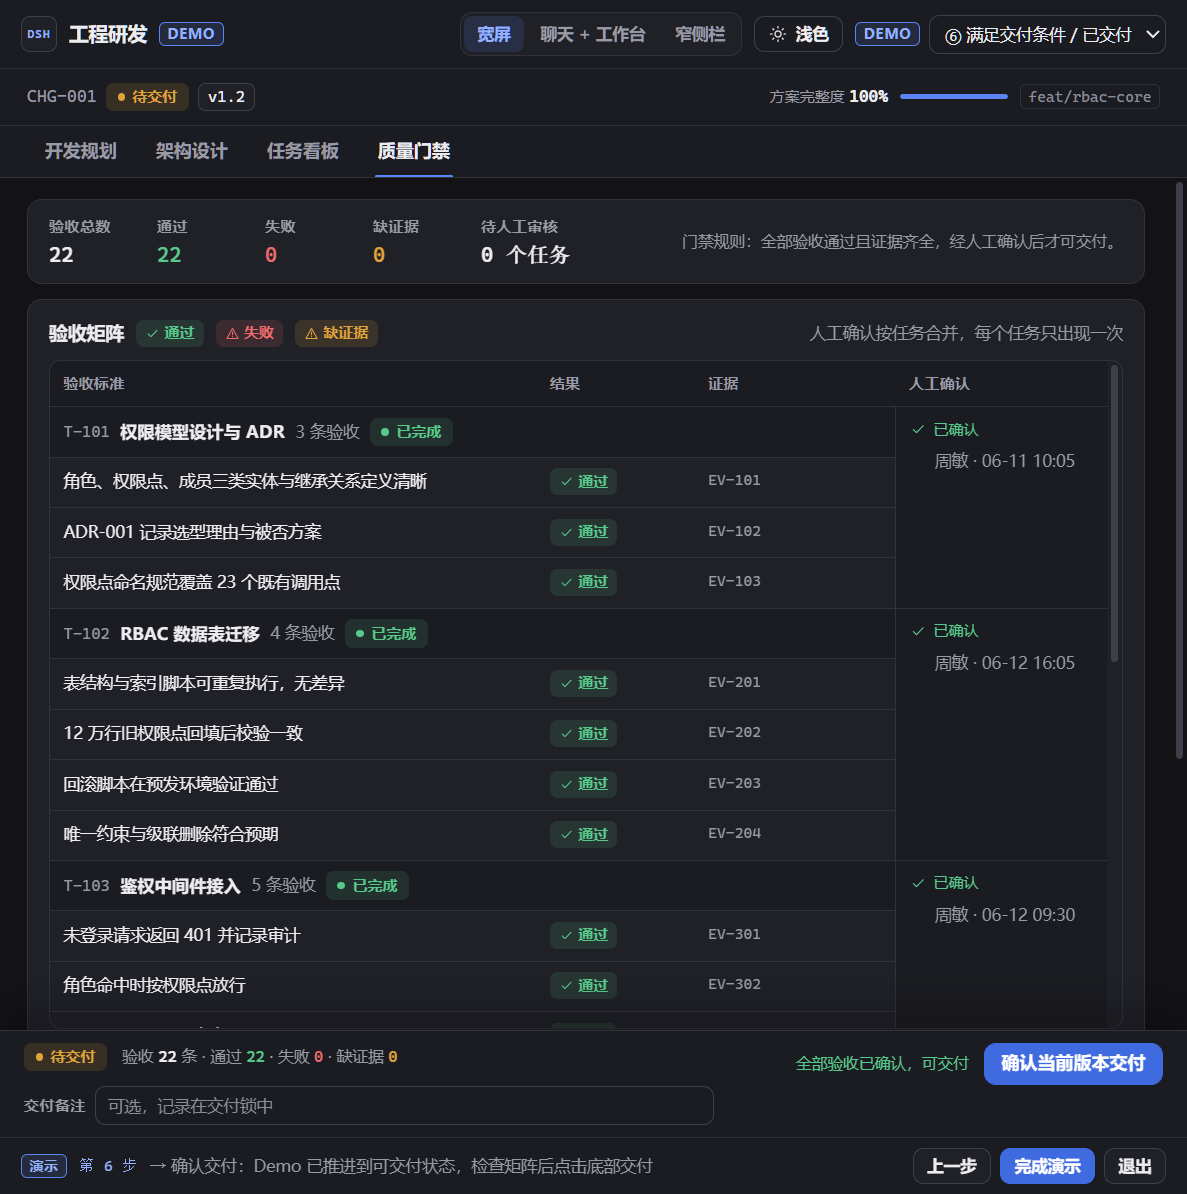 DSH 工程研发 DEMO 宽屏 聊天 + 工作台 窄侧栏 浅色 DEMO ⑥ 满足交付条件 / 已交付
CHG-001 待交付 v1.2 方案完整度 100% feat/rbac-core
开发规划 架构设计 任务看板 质量门禁
验收总数 通过 失败 缺证据 待人工审核
22 22 0 0 0 个任务
门禁规则：全部验收通过且证据齐全，经人工确认后才可交付。
验收矩阵 通过 失败 缺证据 人工确认按任务合并，每个任务只出现一次
验收标准 结果 证据 人工确认
T-101 权限模型设计与 ADR 3 条验收 已完成 已确认
周敏 · 06-11 10:05
角色、权限点、成员三类实体与继承关系定义清晰 通过 EV-101
ADR-001 记录选型理由与被否方案 通过 EV-102
权限点命名规范覆盖 23 个既有调用点 通过 EV-103
T-102 RBAC 数据表迁移 4 条验收 已完成 已确认
周敏 · 06-12 16:05
表结构与索引脚本可重复执行，无差异 通过 EV-201
12 万行旧权限点回填后校验一致 通过 EV-202
回滚脚本在预发环境验证通过 通过 EV-203
唯一约束与级联删除符合预期 通过 EV-204
T-103 鉴权中间件接入 5 条验收 已完成 已确认
周敏 · 06-12 09:30
未登录请求返回 401 并记录审计 通过 EV-301
角色命中时按权限点放行 通过 EV-302
待交付 验收 22 条 · 通过 22 · 失败 0 · 缺证据 0 全部验收已确认，可交付 确认当前版本交付
交付备注 可选，记录在交付锁中
演示 第 6 步 → 确认交付：Demo 已推进到可交付状态，检查矩阵后点击底部交付 上一步 完成演示 退出